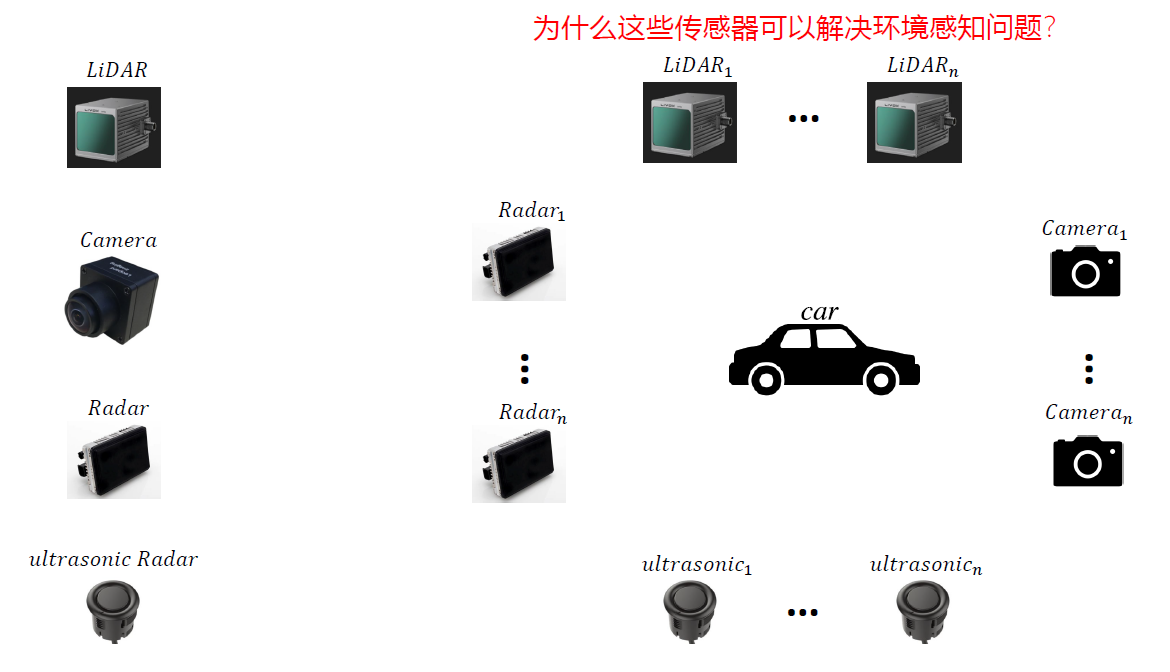 为什么这些传感器可以解决环境感知问题?
LiDAR
LiDAR₁
LiDARₙ
Camera
Radar₁
Camera₁
car
Radar
Radarₙ
Cameraₙ
ultrasonic Radar
ultrasonic₁
ultrasonicₙ